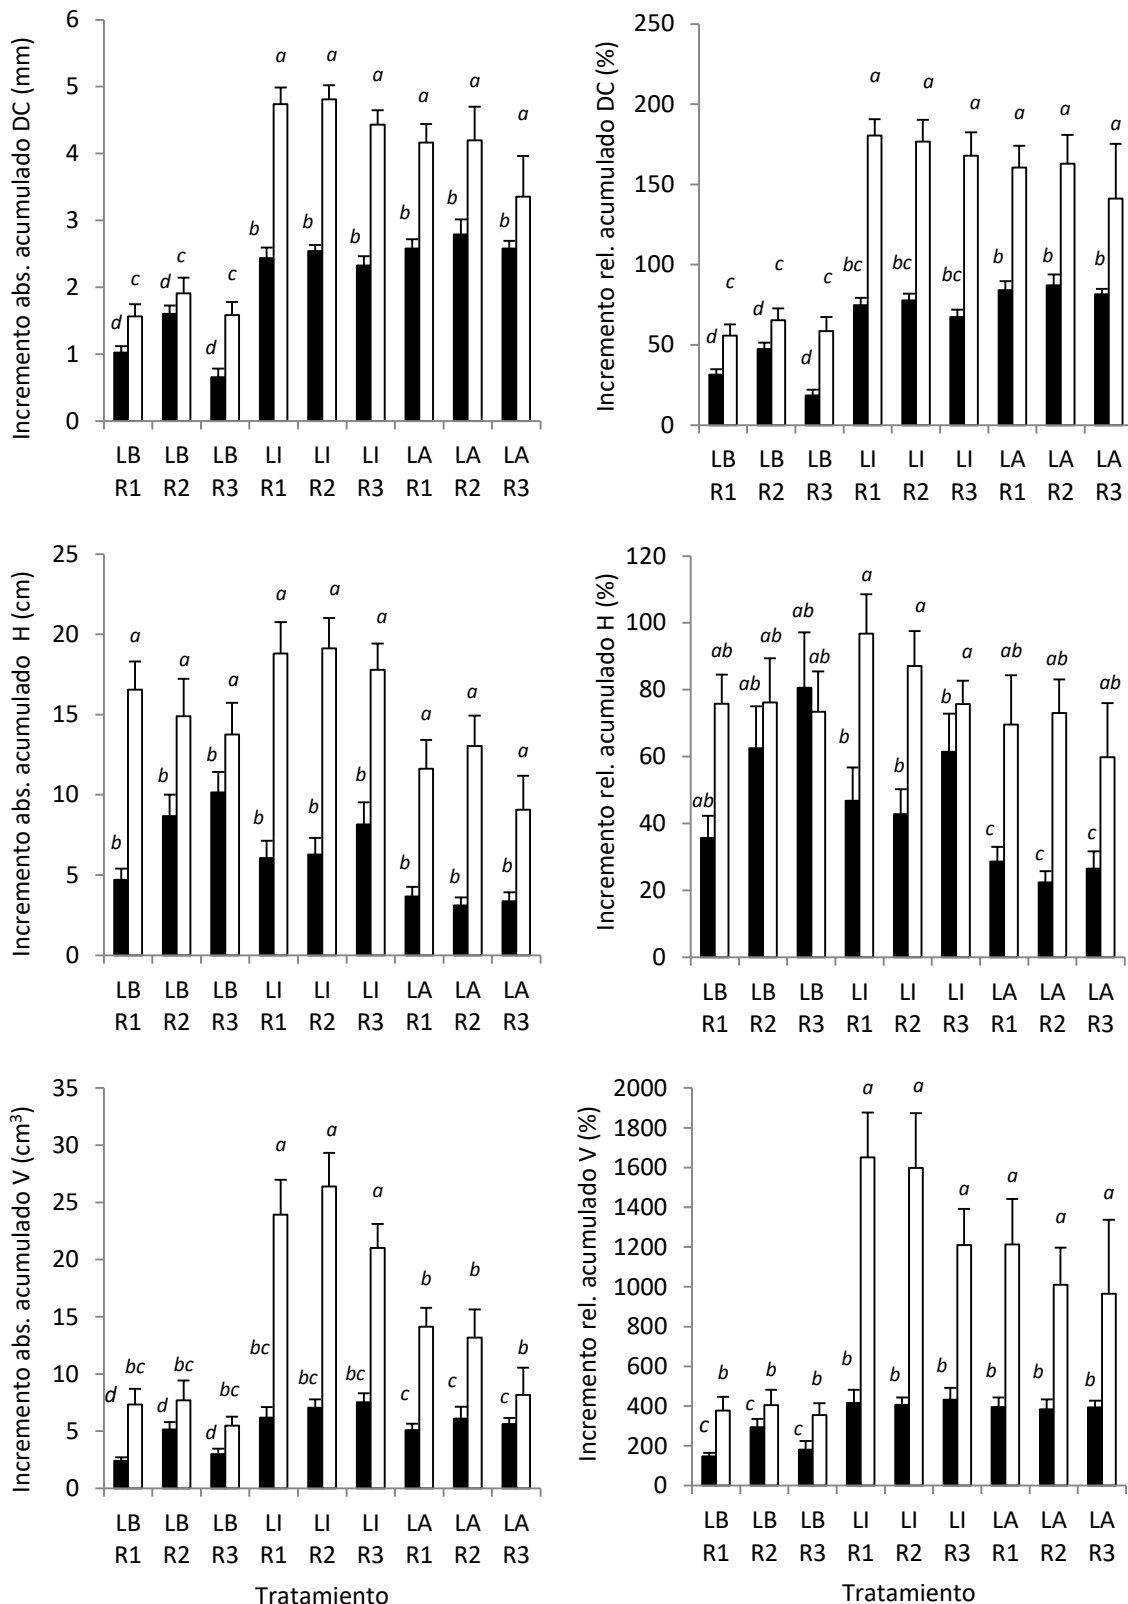 Incremento abs. acumulado DC (mm)
6
5
4
3
2
1
0
d c d c d c b a b a b a b a b a b a
LB LB LB LI LI LI LA LA LA
R1 R2 R3 R1 R2 R3 R1 R2 R3
Incremento rel. acumulado DC (%)
250
200
150
100
50
0
d c d c d c bc a bc a bc a b a b a b a
LB LB LB LI LI LI LA LA LA
R1 R2 R3 R1 R2 R3 R1 R2 R3
Incremento abs. acumulado H (cm)
25
20
15
10
5
0
b a b a b a b a b a b a b a b a b a
LB LB LB LI LI LI LA LA LA
R1 R2 R3 R1 R2 R3 R1 R2 R3
Incremento rel. acumulado H (%)
120
100
80
60
40
20
0
ab ab ab ab ab ab b a b a b a c ab c ab c ab
LB LB LB LI LI LI LA LA LA
R1 R2 R3 R1 R2 R3 R1 R2 R3
Incremento abs. acumulado V (cm³)
35
30
25
20
15
10
5
0
d bc d bc d bc bc a bc a bc a c b c b c b
LB LB LB LI LI LI LA LA LA
R1 R2 R3 R1 R2 R3 R1 R2 R3
Tratamiento
Incremento rel. acumulado V (%)
2000
1800
1600
1400
1200
1000
800
600
400
200
0
c b c b c b b a b a b a b a b a b a
LB LB LB LI LI LI LA LA LA
R1 R2 R3 R1 R2 R3 R1 R2 R3
Tratamiento